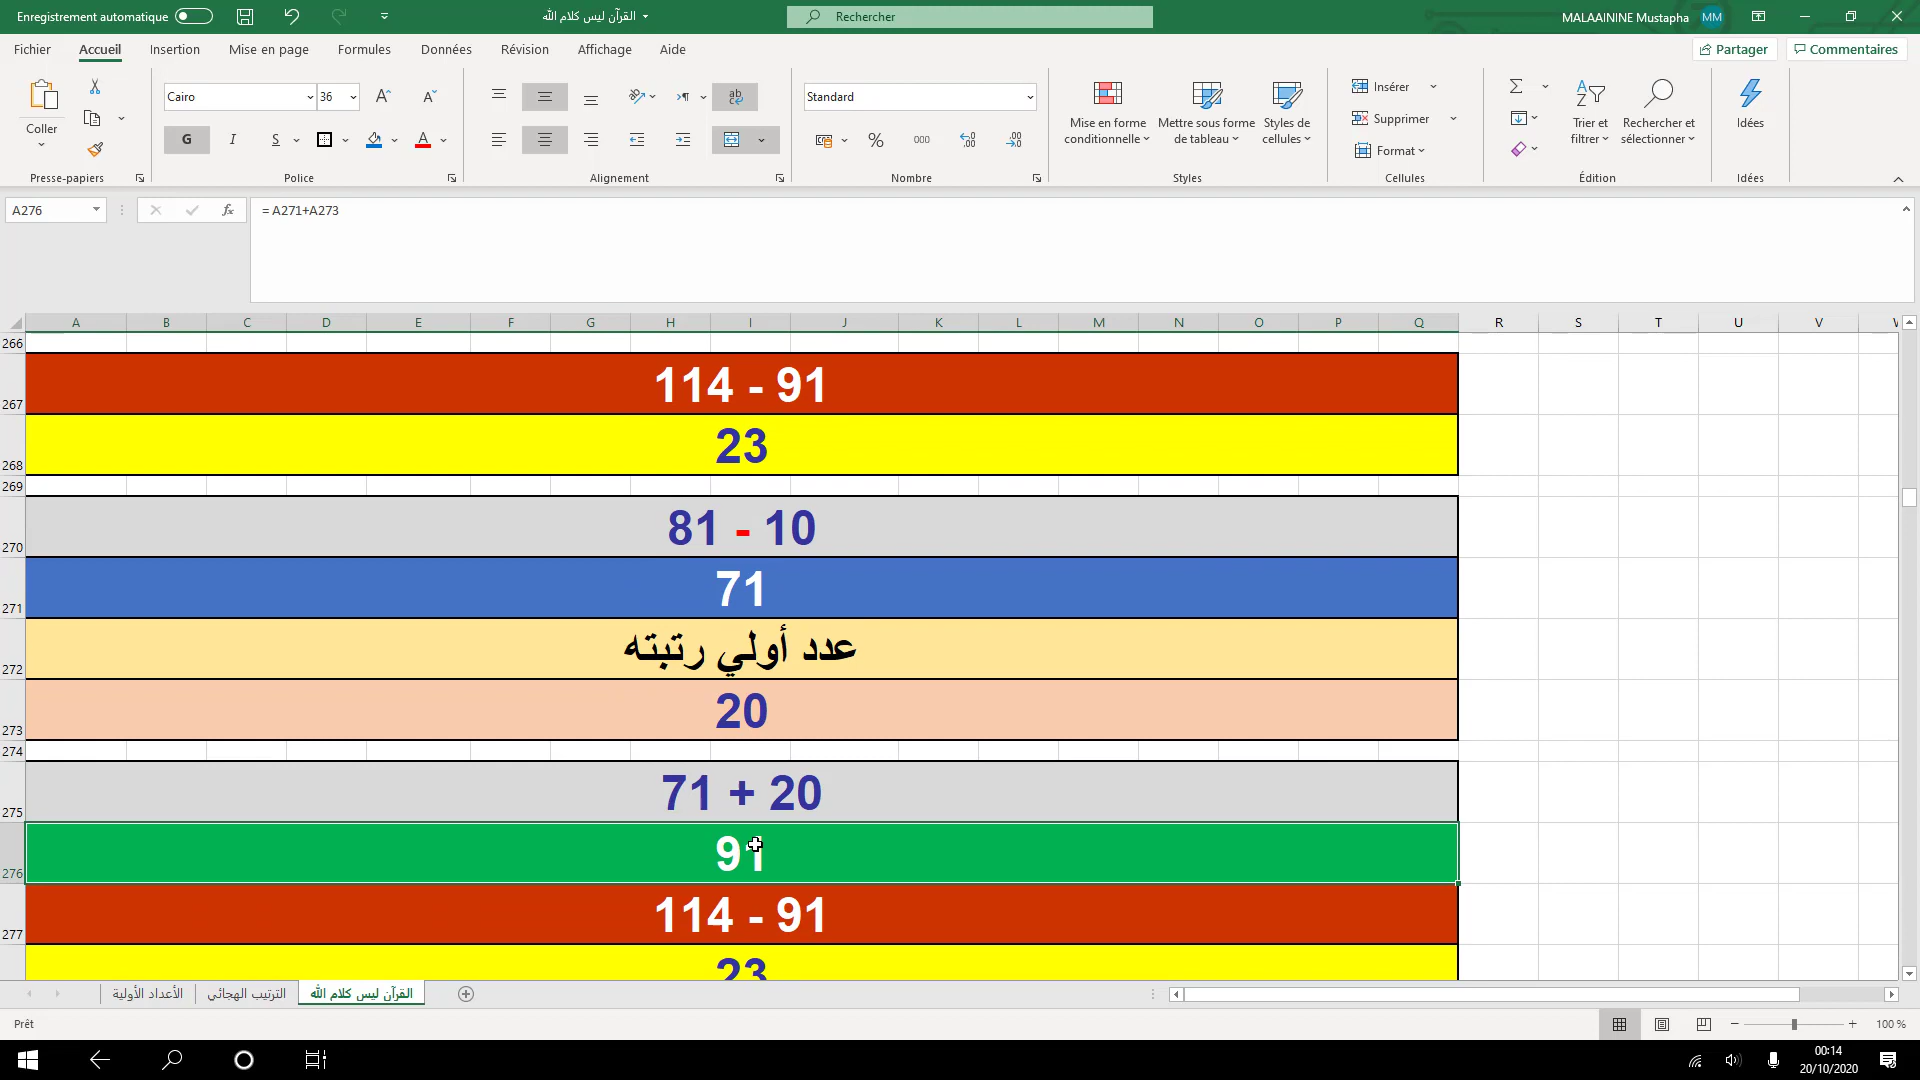 Enregistrement automatique
القرآن ليس كلام الله
Rechercher
MALAAININE Mustapha
MM
Fichier
Accueil
Insertion
Mise en page
Formules
Données
Révision
Affichage
Aide
Partager
Commentaires
Coller
Presse-papiers
Cairo
36
G I S
Police
Alignement
Standard
% 000
Nombre
Mise en forme
conditionnelle
Mettre sous forme
de tableau
Styles de
cellules
Styles
Insérer
Supprimer
Format
Cellules
Trier et
filtrer
Rechercher et
sélectionner
Édition
Idées
Idées
A276
fx
= A271+A273
A B C D E F G H I J K L M N O P Q R S T U V
266
267 114 - 91
268 23
269
270 81 - 10
271 71
272 عدد أولي رتبته
273 20
274
275 71 + 20
276 91
277 114 - 91
23
الأعداد الأولية
الترتيب الهجائي
القرآن ليس كلام الله
Prêt
100 %
00:14
20/10/2020